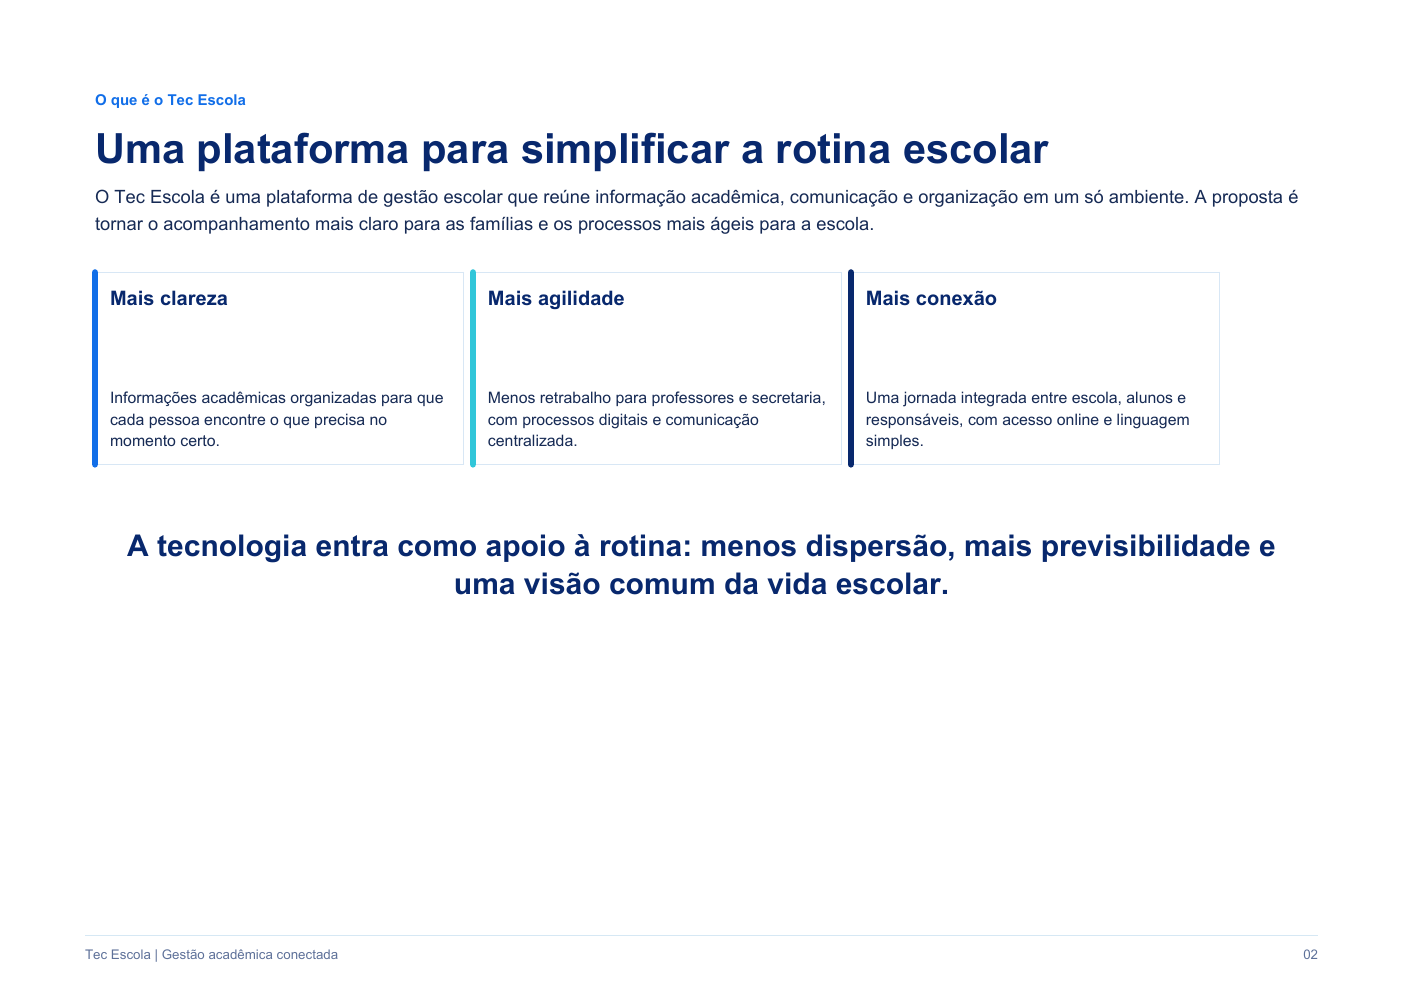 O que é o Tec Escola
Uma plataforma para simplificar a rotina escolar
O Tec Escola é uma plataforma de gestão escolar que reúne informação acadêmica, comunicação e organização em um só ambiente. A proposta é
tornar o acompanhamento mais claro para as famílias e os processos mais ágeis para a escola.
Mais clareza
Informações acadêmicas organizadas para que
cada pessoa encontre o que precisa no
momento certo.
Mais agilidade
Menos retrabalho para professores e secretaria,
com processos digitais e comunicação
centralizada.
Mais conexão
Uma jornada integrada entre escola, alunos e
responsáveis, com acesso online e linguagem
simples.
A tecnologia entra como apoio à rotina: menos dispersão, mais previsibilidade e
uma visão comum da vida escolar.
Tec Escola | Gestão acadêmica conectada
02